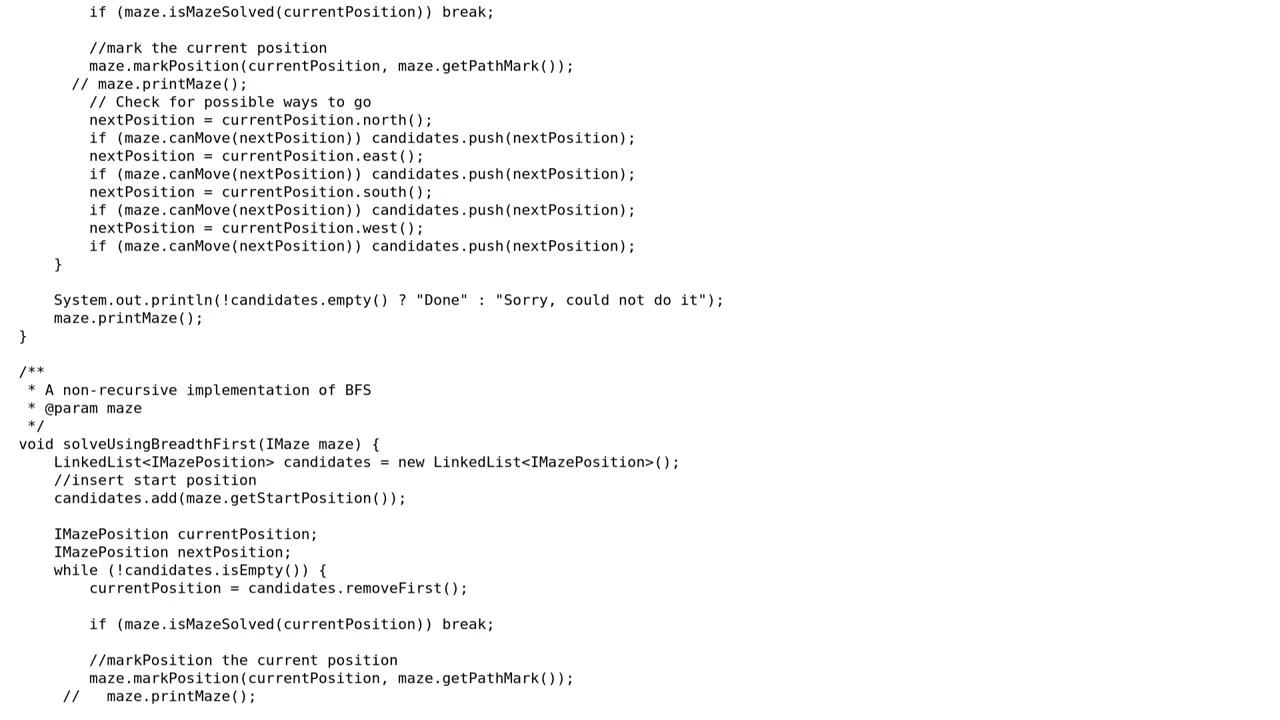 if (maze.isMazeSolved(currentPosition)) break;
//mark the current position
maze.markPosition(currentPosition, maze.getPathMark());
// maze.printMaze();
// Check for possible ways to go
nextPosition = currentPosition.north();
if (maze.canMove(nextPosition)) candidates.push(nextPosition);
nextPosition = currentPosition.east();
if (maze.canMove(nextPosition)) candidates.push(nextPosition);
nextPosition = currentPosition.south();
if (maze.canMove(nextPosition)) candidates.push(nextPosition);
nextPosition = currentPosition.west();
if (maze.canMove(nextPosition)) candidates.push(nextPosition);
}
System.out.println(!candidates.empty() ? "Done" : "Sorry, could not do it");
maze.printMaze();
}
/**
* A non-recursive implementation of BFS
* @param maze
*/
void solveUsingBreadthFirst(IMaze maze) {
LinkedList<IMazePosition> candidates = new LinkedList<IMazePosition>();
//insert start position
candidates.add(maze.getStartPosition());
IMazePosition currentPosition;
IMazePosition nextPosition;
while (!candidates.isEmpty()) {
currentPosition = candidates.removeFirst();
if (maze.isMazeSolved(currentPosition)) break;
//markPosition the current position
maze.markPosition(currentPosition, maze.getPathMark());
//   maze.printMaze();